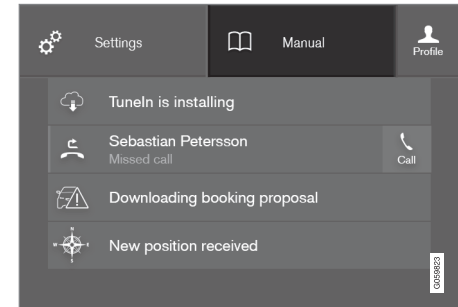 Settings
Manual
Profile
TuneIn is installing
Sebastian Petersson
Missed call
Call
Downloading booking proposal
N
W
E
S
New position received
G059823